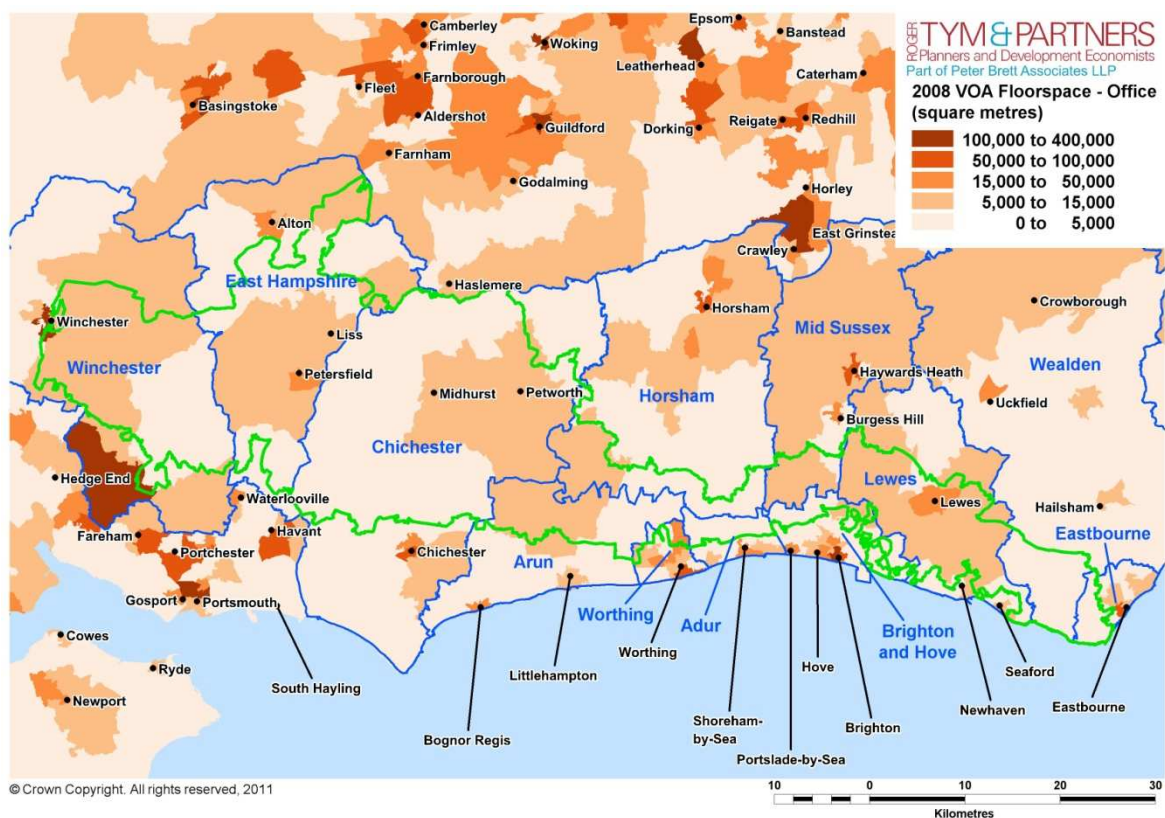 ROGER
TYM & PARTNERS
Planners and Development Economists
Part of Peter Brett Associates LLP
2008 VOA Floorspace - Office
(square metres)
100,000 to 400,000
50,000 to 100,000
15,000 to 50,000
5,000 to 15,000
0 to 5,000
Camberley
Frimley
Woking
Epsom
Banstead
Leatherhead
Caterham
Farnborough
Fleet
Basingstoke
Aldershot
Guildford
Dorking
Reigate
Redhill
Farnham
Godalming
Horley
Alton
East Grinstea
Crawley
East Hampshire
Haslemere
Crowborough
Winchester
Liss
Horsham
Mid Sussex
Winchester
Wealden
Petersfield
Haywards Heath
Midhurst
Petworth
Horsham
Uckfield
Burgess Hill
Chichester
Hedge End
Lewes
Waterlooville
Lewes
Hailsham
Fareham
Havant
Eastbourne
Porchester
Chichester
Arun
Gosport
Portsmouth
Worthing
Adur
Brighton
and Hove
Cowes
Worthing
Ryde
Hove
Seaford
Littlehampton
South Hayling
Newport
Newhaven
Eastbourne
Shoreham-
by-Sea
Brighton
Bognor Regis
Portslade-by-Sea
© Crown Copyright. All rights reserved, 2011
10 0 10 20 30
Kilometres